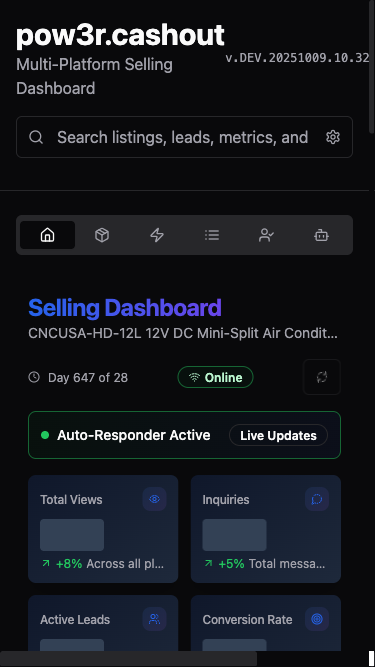 pow3r.cashout
Multi-Platform Selling
Dashboard
v.DEV.20251009.10.32
Search listings, leads, metrics, and
Selling Dashboard
CNCUSA-HD-12L 12V DC Mini-Split Air Condit...
Day 647 of 28
Online
Auto-Responder Active
Live Updates
Total Views
+8% Across all pl...
Inquiries
+5% Total messa...
Active Leads
Conversion Rate